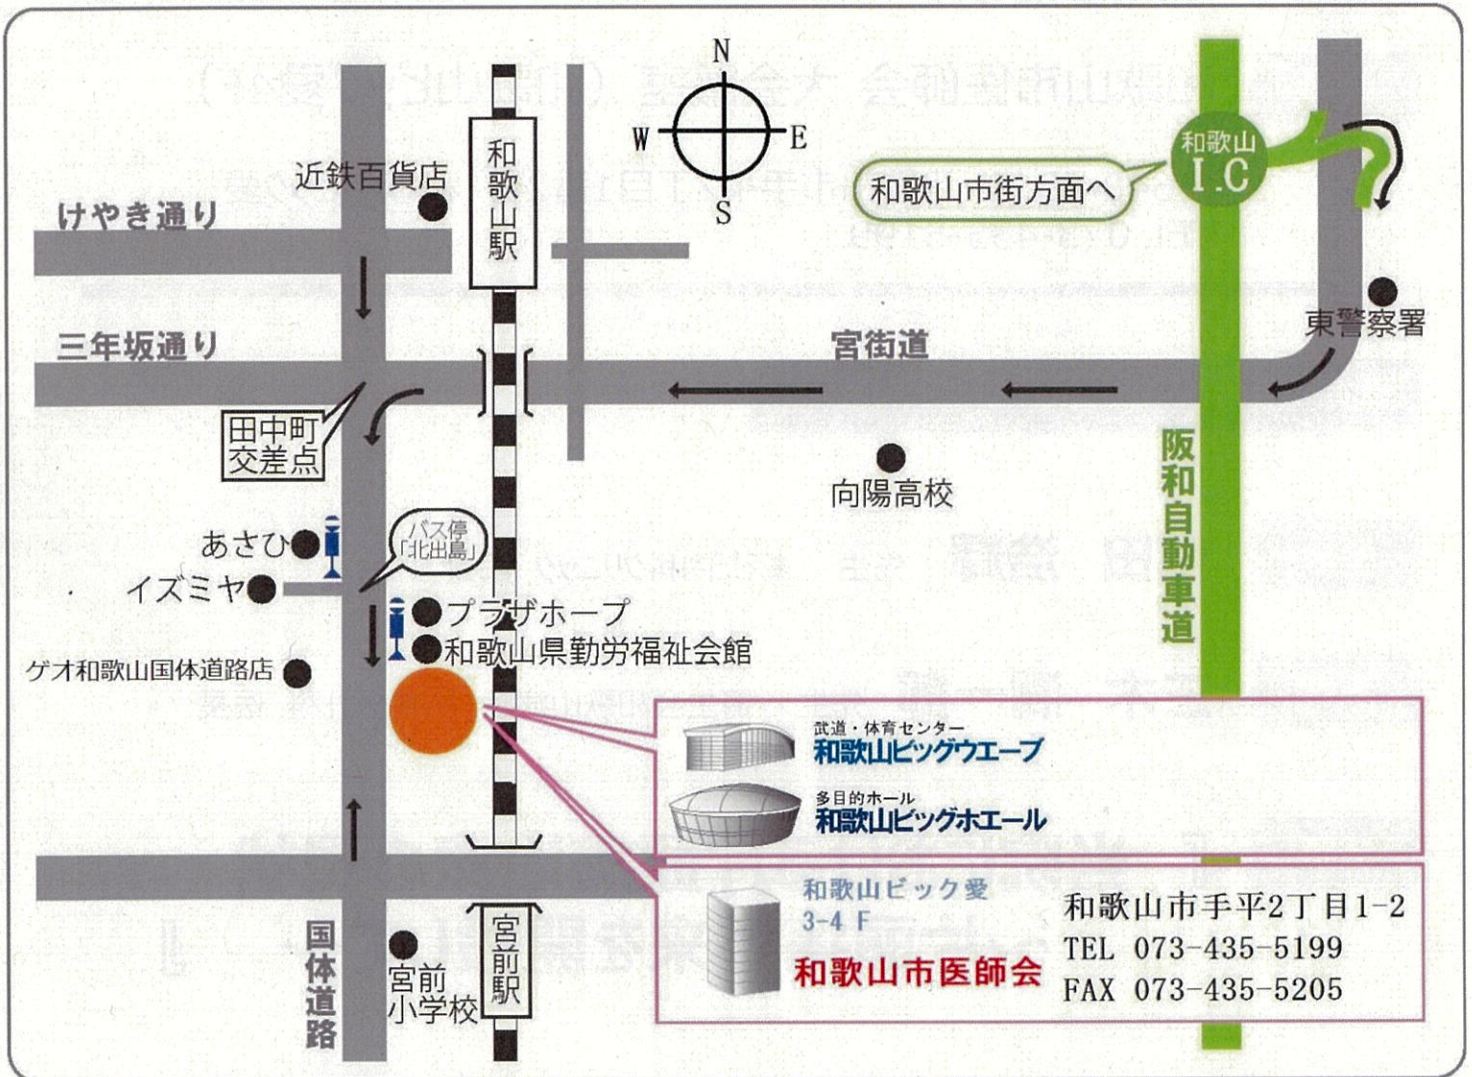 N
W
E
S
和歌山駅
近鉄百貨店
けやき通り
和歌山
I.C
和歌山市街方面へ
東警察署
三年坂通り
宮街道
田中町
交差点
向陽高校
阪和自動車道
バス停
「北出島」
あさひ
イズミヤ
プラザホープ
和歌山県勤労福祉会館
ゲオ和歌山国体道路店
武道・体育センター
和歌山ビッグウエーブ
多目的ホール
和歌山ビッグホエール
和歌山ビック愛
3-4 F
和歌山市医師会
和歌山市手平2丁目1-2
TEL 073-435-5199
FAX 073-435-5205
国体道路
宮前
小学校
宮前駅